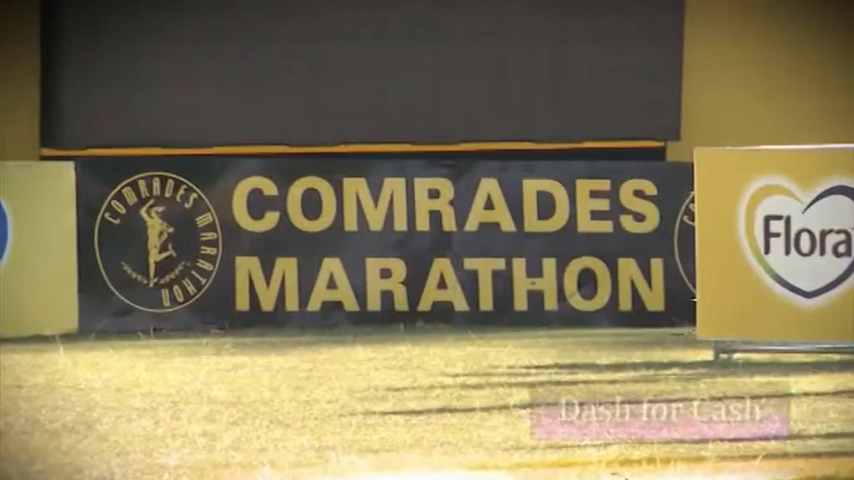 COMRADES MARATHON
COMRADES
MARATHON
Flora
Dash for Cash